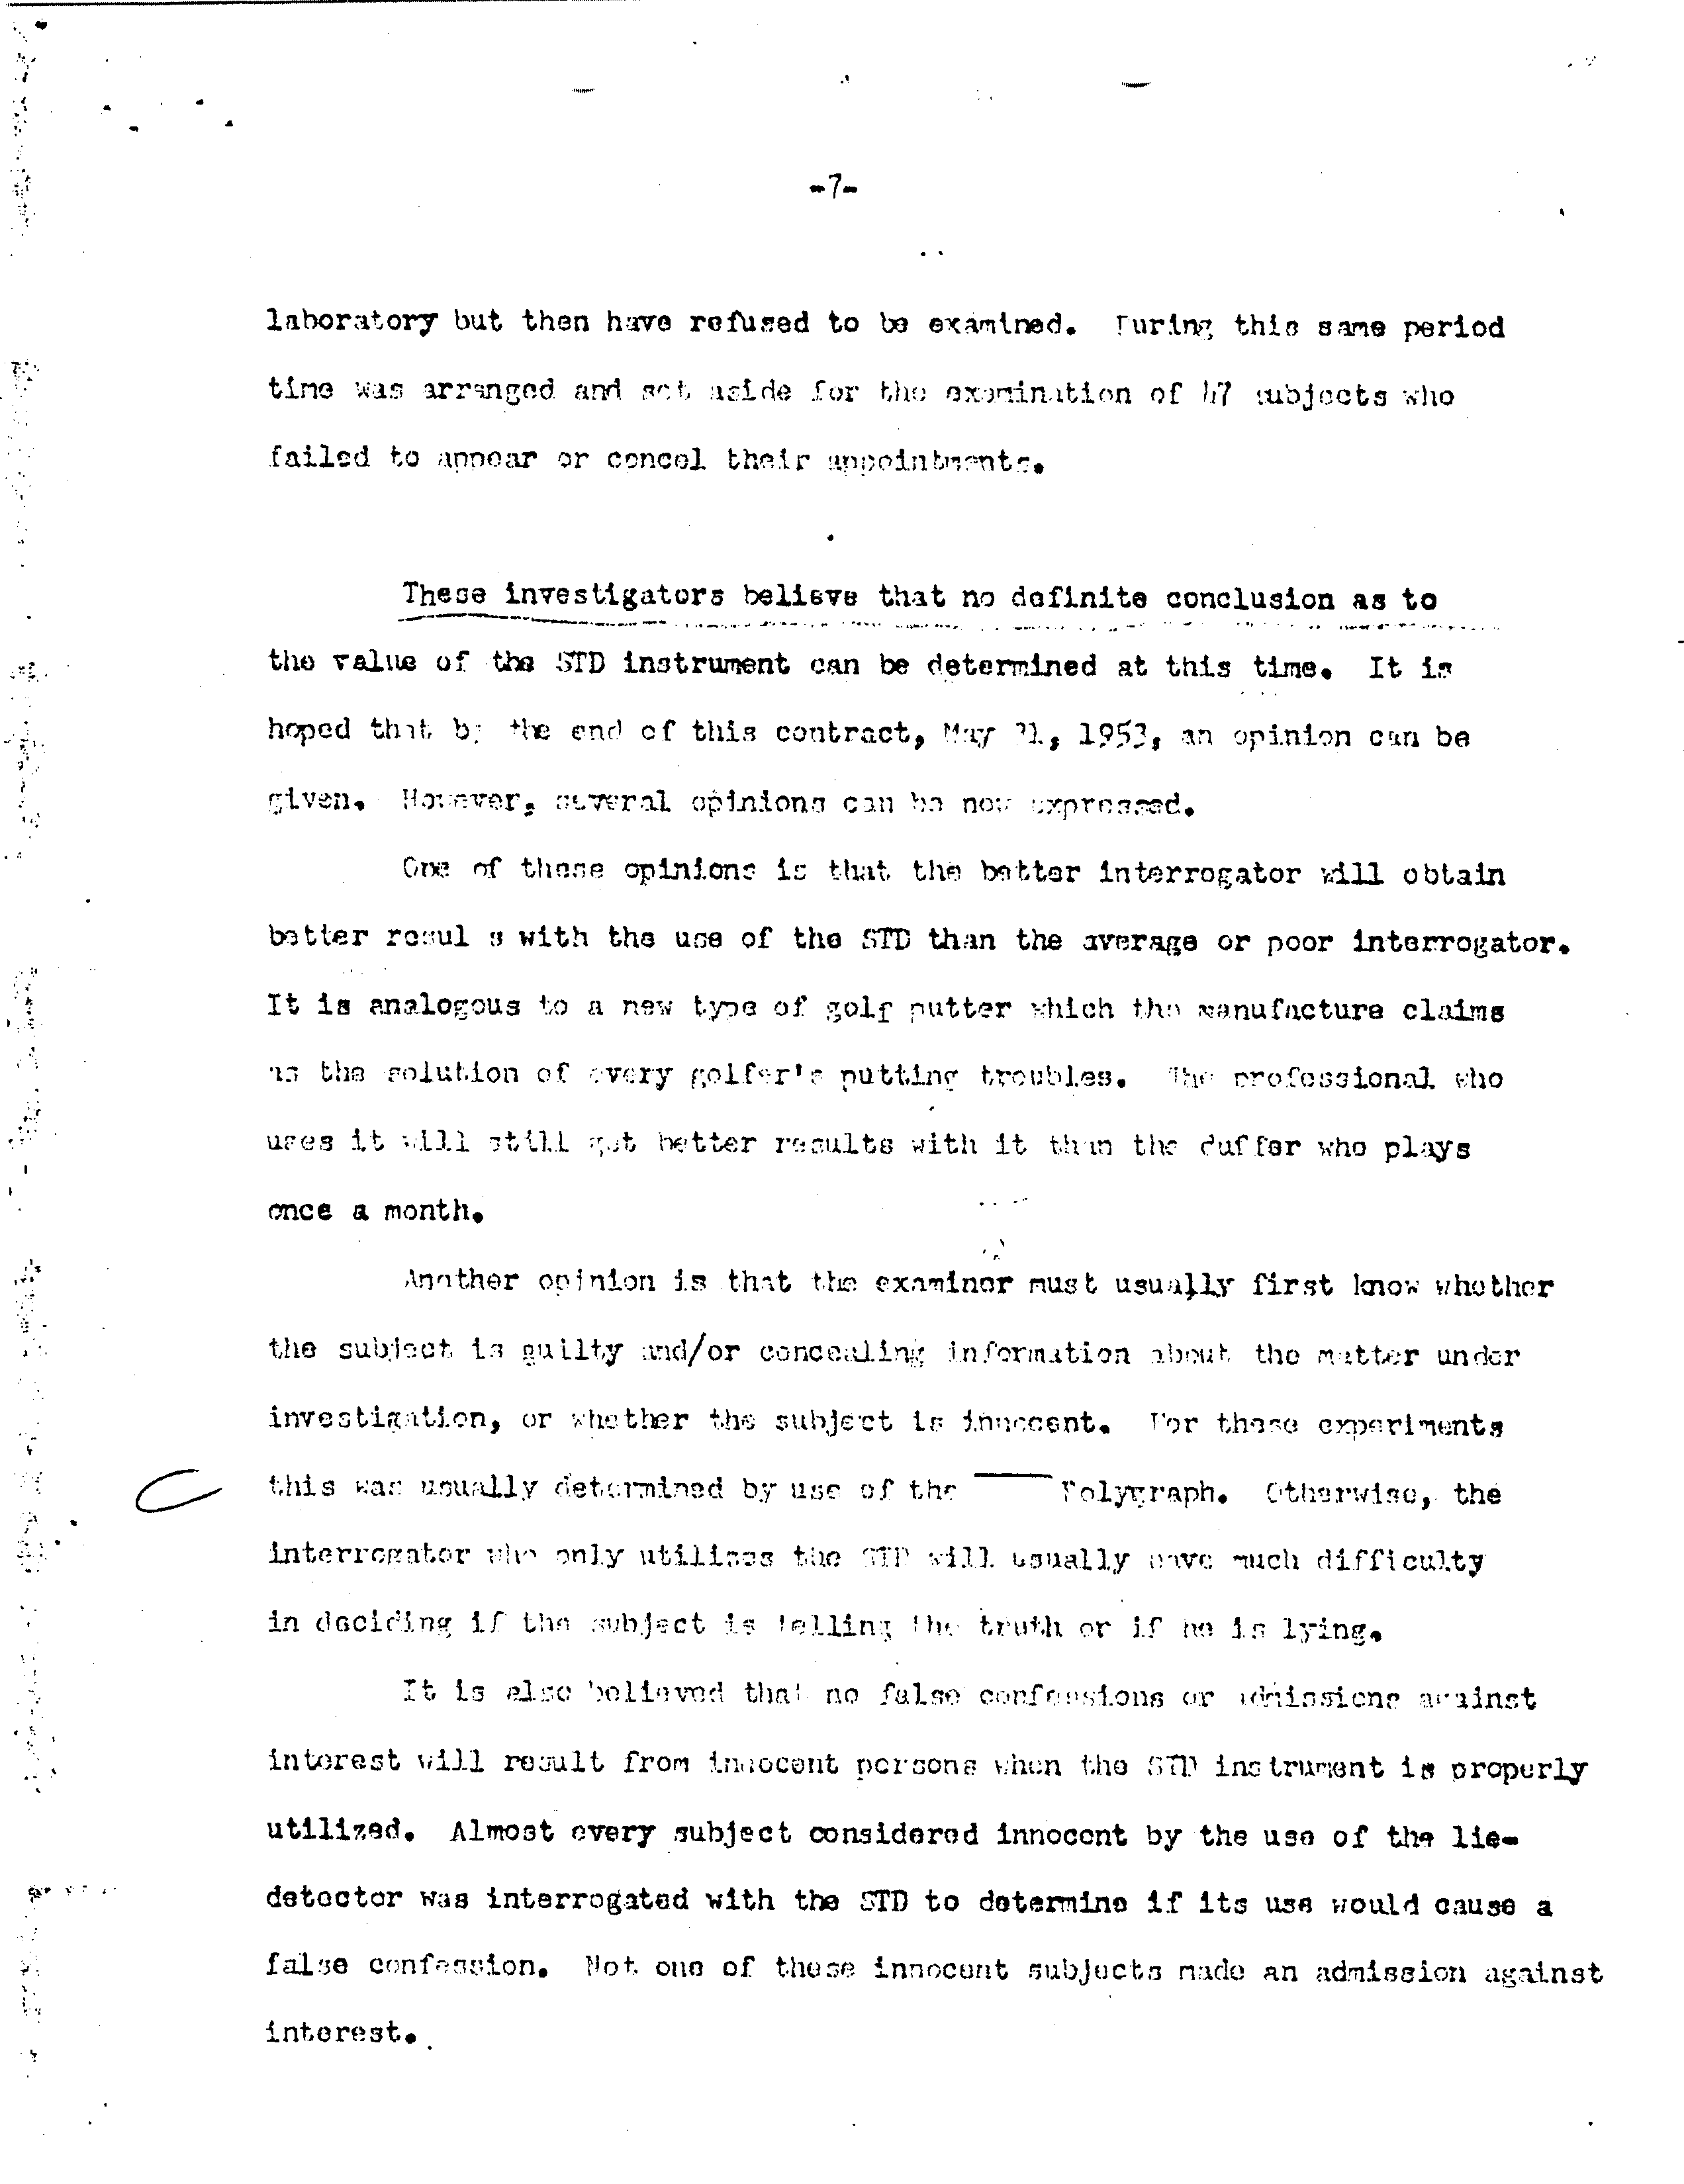 -7-
laboratory but then have refused to be examined. During this same period
time was arranged and set aside for the examination of 47 subjects who
failed to appear or cancel their appointments.
These investigators believe that no definite conclusion as to
the value of the STD instrument can be determined at this time. It is
hoped that by the end of this contract, May 31, 1953, an opinion can be
given. However, several opinions can be now expressed.
One of these opinions is that the better interrogator will obtain
better resul s with the use of the STD than the average or poor interrogator.
It is analogous to a new type of golf putter which the manufacture claims
as the solution of every golfer's putting troubles. The professional who
uses it will still get better results with it than the duffer who plays
once a month.
Another opinion is that the examiner must usually first know whether
the subject is guilty and/or concealing information about the matter under
investigation, or whether the subject is innocent. For these experiments
this was usually determined by use of the Polygraph. Otherwise, the
interrogator who only utilizes the STD will usually have much difficulty
in deciding if the subject is telling the truth or if he is lying.
It is also believed that no false confessions or admissions against
interest will result from innocent persons when the STD instrument is properly
utilized. Almost every subject considered innocent by the use of the lie-
detector was interrogated with the STD to determine if its use would cause a
false confession. Not one of these innocent subjects made an admission against
interest.